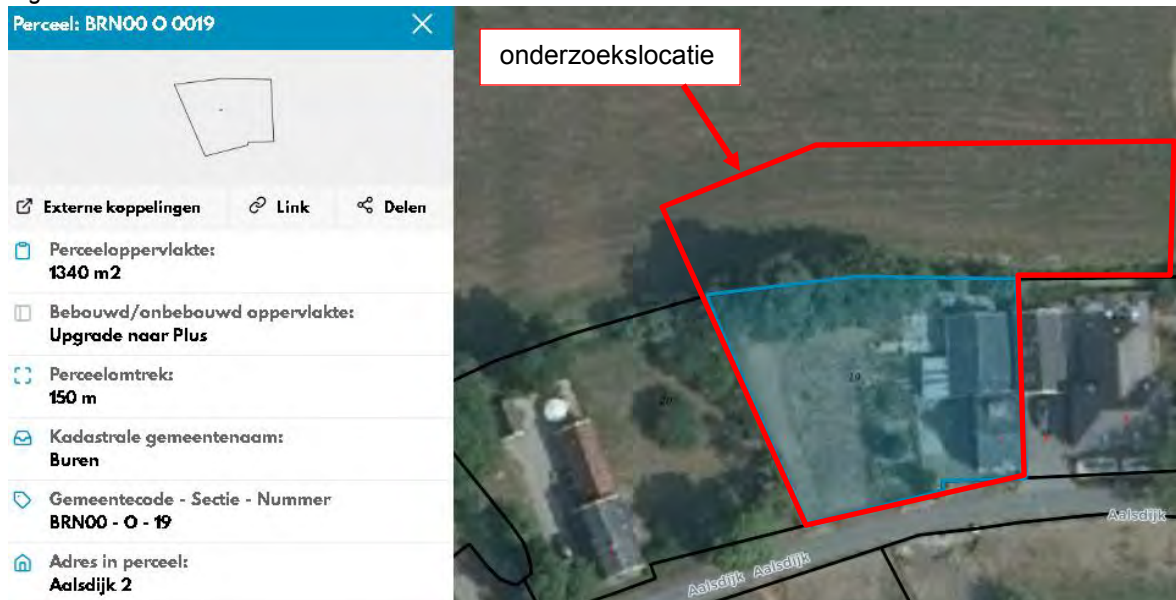 Perceel: BRN00 O 0019
onderzoekslocatie
Externe koppelingen
Link
Delen
Perceeloppervlakte:
1340 m2
Bebouwd/onbebouwd oppervlakte:
Upgrade naar Plus
Perceelomtrek:
150 m
Kadastrale gemeentenaam:
Buren
Gemeentecode - Sectie - Nummer
BRN00 - O - 19
Adres in perceel:
Aalsdijk 2
19
20
Aalsdijk
Aalsdijk
Aalsdijk